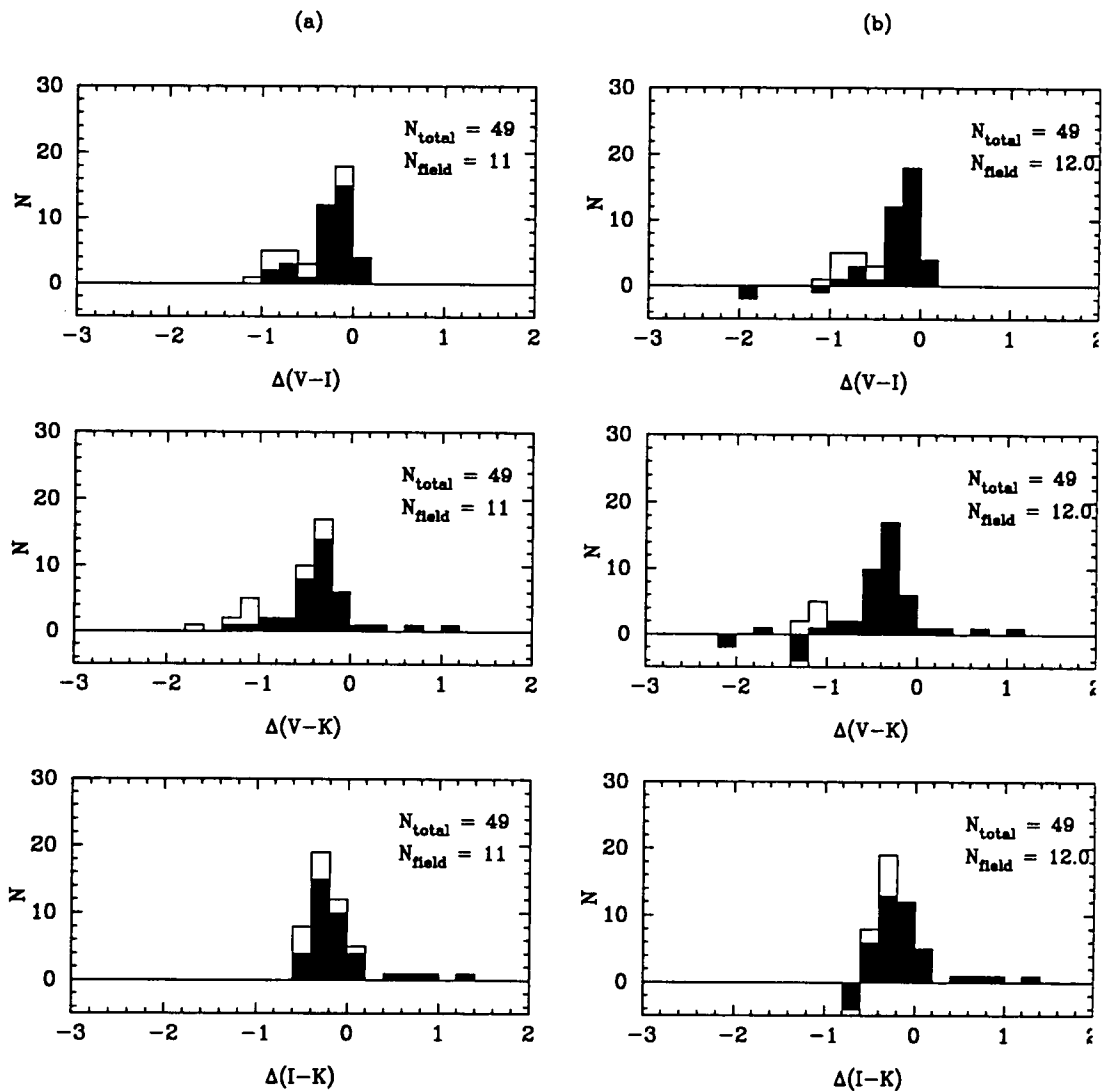 (a)
30
20
10
0
N
N_total = 49
N_field = 11
−3 −2 −1 0 1 2
Δ(V−I)
30
20
10
0
N
N_total = 49
N_field = 11
−3 −2 −1 0 1 2
Δ(V−K)
30
20
10
0
N
N_total = 49
N_field = 11
−3 −2 −1 0 1 2
Δ(I−K)
(b)
30
20
10
0
N
N_total = 49
N_field = 12.0
−3 −2 −1 0 1 2
Δ(V−I)
30
20
10
0
N
N_total = 49
N_field = 12.0
−3 −2 −1 0 1 2
Δ(V−K)
30
20
10
0
N
N_total = 49
N_field = 12.0
−3 −2 −1 0 1 2
Δ(I−K)